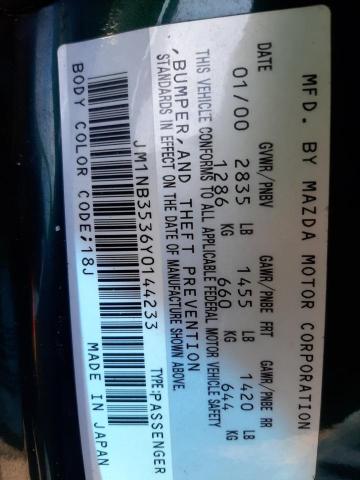 MFD. BY MAZDA MOTOR CORPORATION
DATE GVWR/PNBV GAWR/PNBE FRT GAWR/PNBE RR
01/00 2835 LB 1455 LB 1420 LB
1286 KG 660 KG 644 KG
THIS VEHICLE CONFORMS TO ALL APPLICABLE FEDERAL MOTOR VEHICLE SAFETY
,BUMPER,AND THEFT PREVENTION
STANDARDS IN EFFECT ON THE DATE OF MANUFACTURE SHOWN ABOVE.
JM1NB3536Y0144233 TYPE:PASSENGER
BODY COLOR CODE;18J MADE IN JAPAN